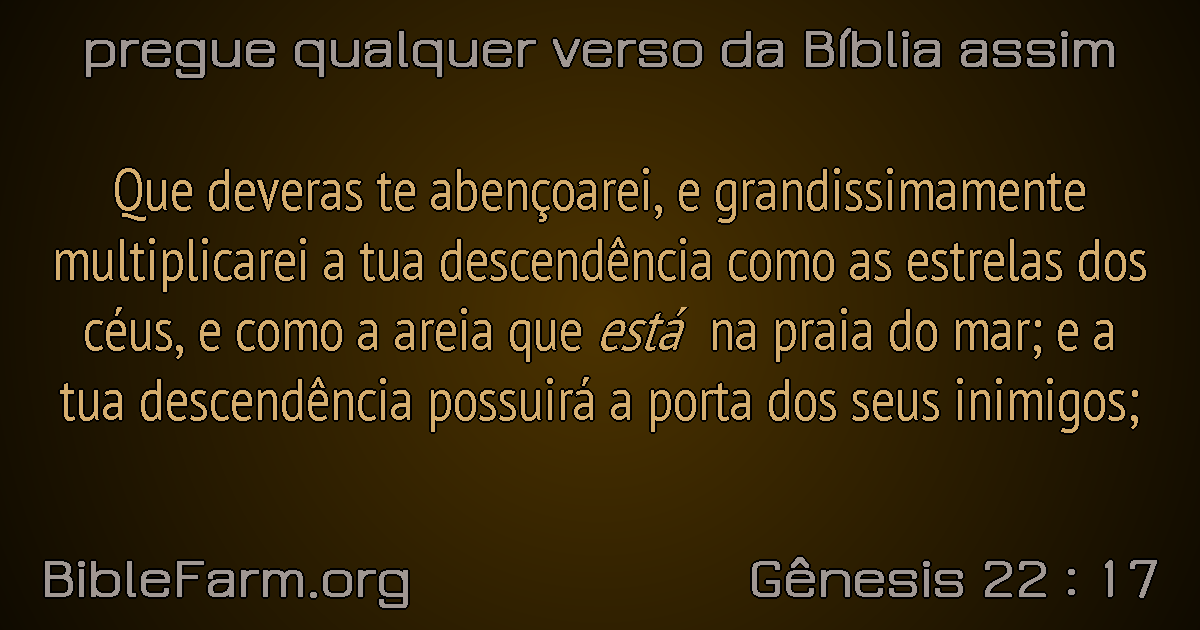 pregue qualquer verso da Bíblia assim
Que deveras te abençoarei, e grandissimamente
multiplicarei a tua descendência como as estrelas dos
céus, e como a areia que está na praia do mar; e a
tua descendência possuirá a porta dos seus inimigos;
BibleFarm.org
Gênesis 22 : 17